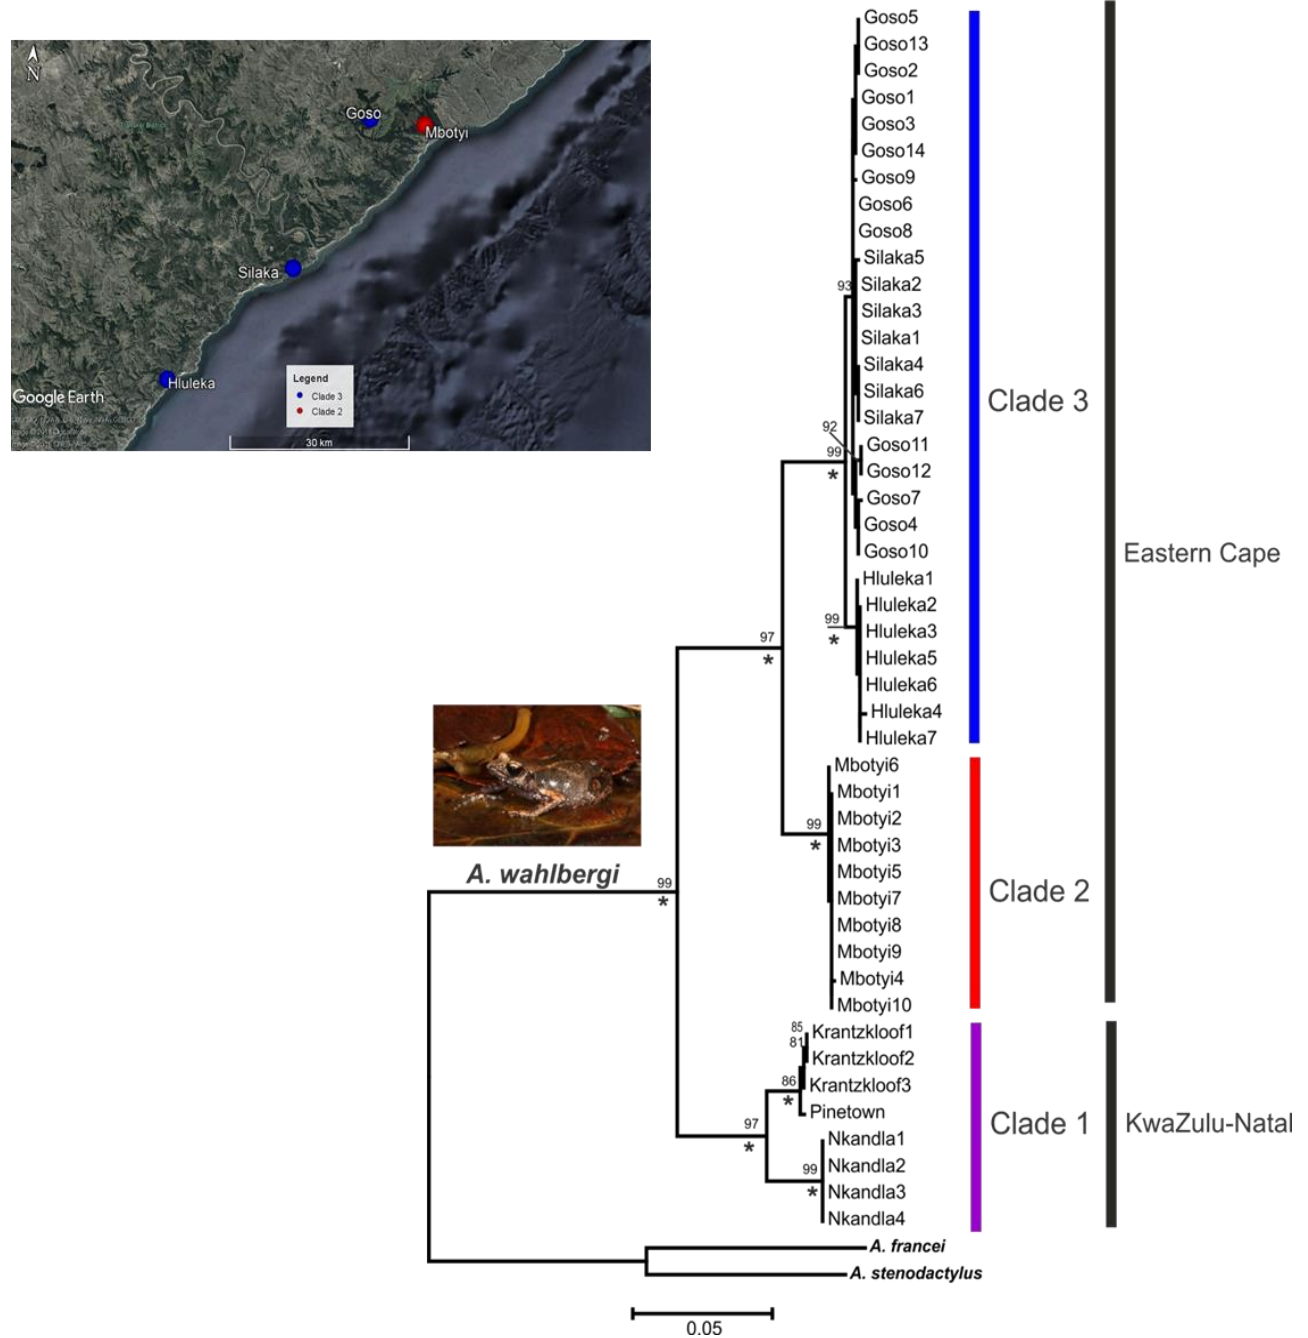 N
Goso
Mbotyi
Silaka
Hluleka
Google Earth
Legend
Clade 3
Clade 2
30 km
Goso5
Goso13
Goso2
Goso1
Goso3
Goso14
Goso9
Goso6
Goso8
Silaka5
93
Silaka2
Silaka3
Silaka1
Silaka4
Silaka6
Silaka7
92
Goso11
99
*
Goso12
Goso7
Goso4
Goso10
Hluleka1
Hluleka2
99
*
Hluleka3
Hluleka5
Hluleka6
Hluleka4
Hluleka7
Clade 3
Eastern Cape
97
*
Mbotyi6
Mbotyi1
Mbotyi2
99
*
Mbotyi3
Mbotyi5
Mbotyi7
Mbotyi8
Mbotyi9
Mbotyi4
Mbotyi10
Clade 2
A. wahlbergi
99
*
85
Krantzkloof1
81
Krantzkloof2
86
*
Krantzkloof3
Pinetown
97
*
Nkandla1
99
*
Nkandla2
Nkandla3
Nkandla4
Clade 1
KwaZulu-Natal
A. francei
A. stenodactylus
0.05